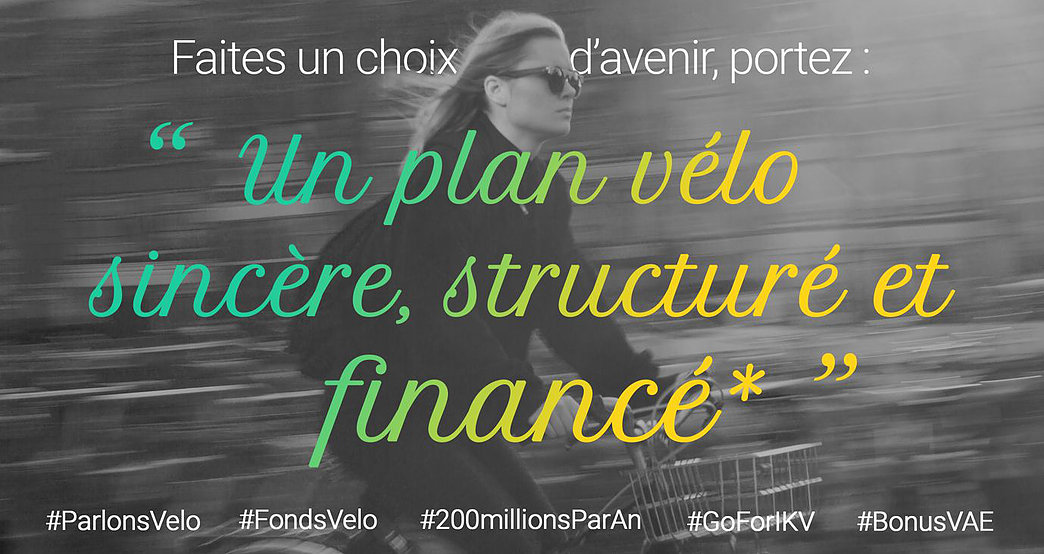 Faites un choix d’avenir, portez :
“ Un plan vélo
sincère, structuré et
financé* ”
#ParlonsVelo #FondsVelo #200millionsParAn #GoForIKV #BonusVAE